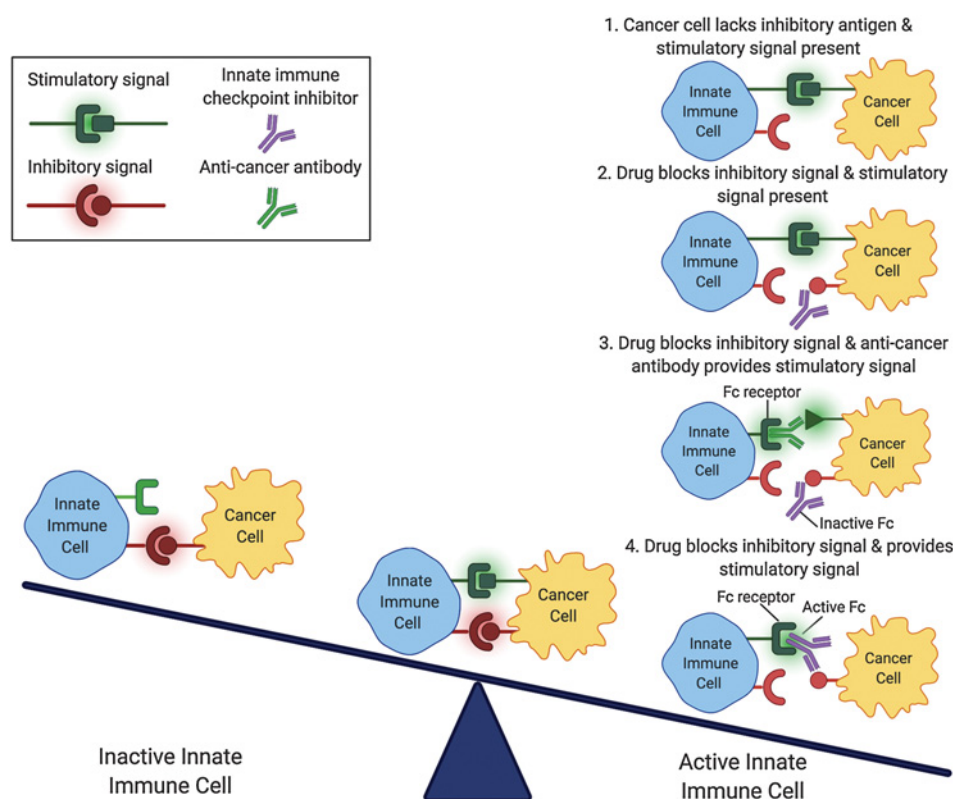 Stimulatory signal
Innate immune
checkpoint inhibitor
Inhibitory signal
Anti-cancer antibody
1. Cancer cell lacks inhibitory antigen &
stimulatory signal present
Innate
Immune
Cell
Cancer
Cell
2. Drug blocks inhibitory signal & stimulatory
signal present
Innate
Immune
Cell
Cancer
Cell
3. Drug blocks inhibitory signal & anti-cancer
antibody provides stimulatory signal
Fc receptor
Innate
Immune
Cell
Cancer
Cell
Inactive Fc
4. Drug blocks inhibitory signal & provides
stimulatory signal
Fc receptor
Active Fc
Innate
Immune
Cell
Cancer
Cell
Innate
Immune
Cell
Cancer
Cell
Innate
Immune
Cell
Cancer
Cell
Inactive Innate
Immune Cell
Active Innate
Immune Cell